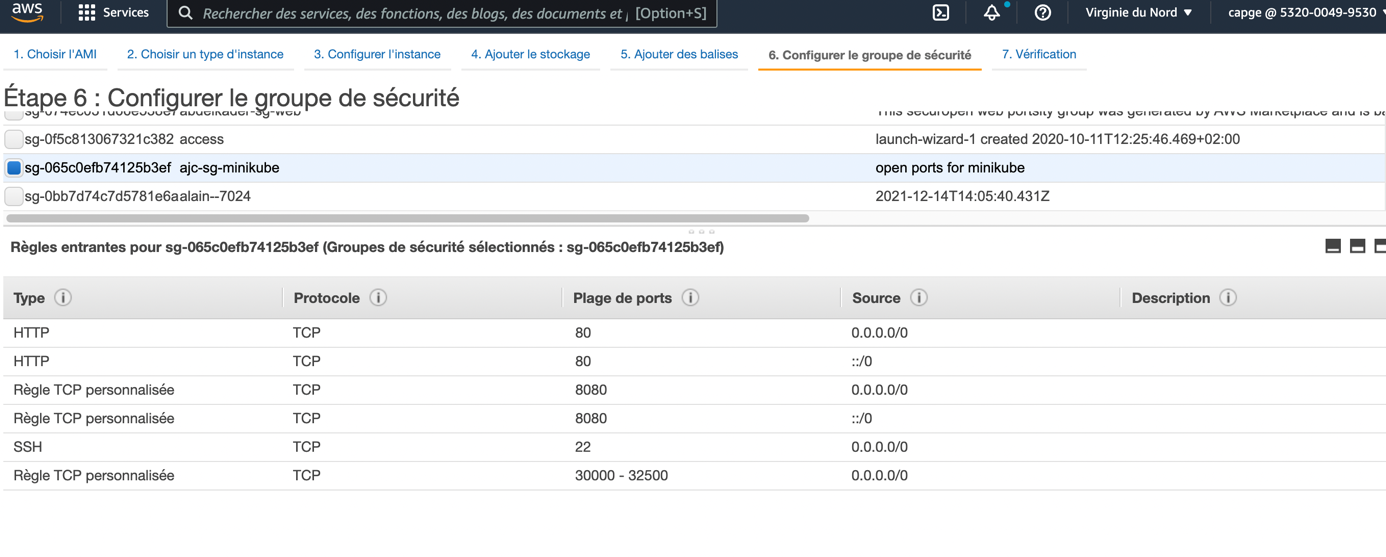 aws Services Rechercher des services, des fonctions, des blogs, des documents et [Option+S] Virginie du Nord capge @ 5320-0049-9530
1. Choisir l'AMI 2. Choisir un type d'instance 3. Configurer l'instance 4. Ajouter le stockage 5. Ajouter des balises 6. Configurer le groupe de sécurité 7. Vérification
Étape 6 : Configurer le groupe de sécurité
abdelkader-sg-web This securopen web portsity group was generated by AWS Marketplace and is
sg-0f5c813067321c382 access launch-wizard-1 created 2020-10-11T12:25:46.469+02:00
sg-065c0efb74125b3ef ajc-sg-minikube open ports for minikube
sg-0bb7d74c7d5781e6aalain--7024 2021-12-14T14:05:40.431Z
Règles entrantes pour sg-065c0efb74125b3ef (Groupes de sécurité sélectionnés : sg-065c0efb74125b3ef)
Type Protocole Plage de ports Source Description
HTTP TCP 80 0.0.0.0/0
HTTP TCP 80 ::/0
Règle TCP personnalisée TCP 8080 0.0.0.0/0
Règle TCP personnalisée TCP 8080 ::/0
SSH TCP 22 0.0.0.0/0
Règle TCP personnalisée TCP 30000 - 32500 0.0.0.0/0